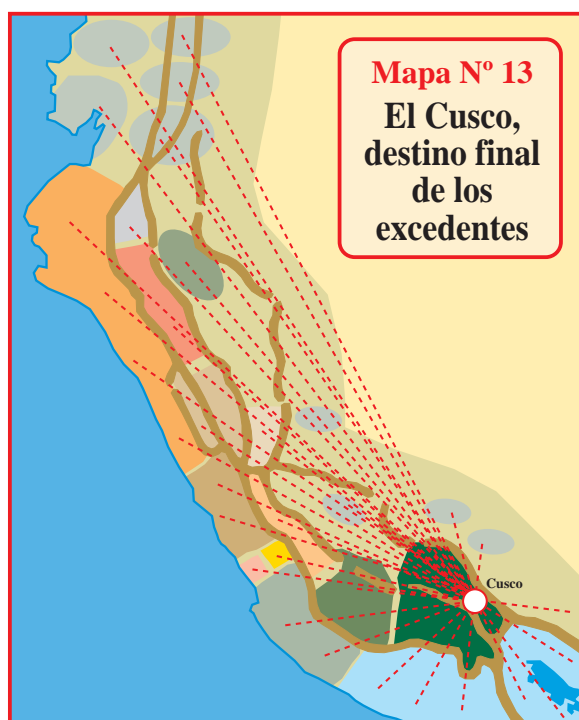 Mapa Nº 13
El Cusco,
destino final
de los
excedentes
Cusco